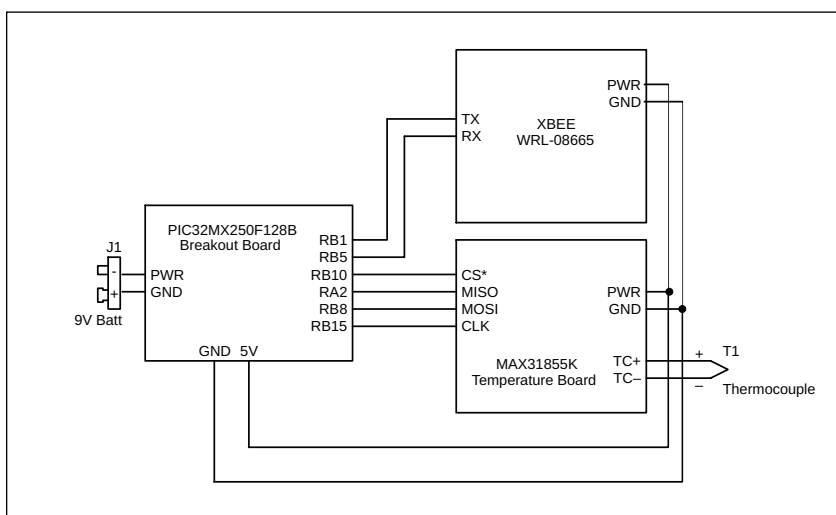 PWR
GND
TX
RX
XBEE
WRL-08665
PIC32MX250F128B
Breakout Board
J1
-
+
9V Batt
PWR
GND
RB1
RB5
RB10
RA2
RB8
RB15
GND 5V
CS*
MISO
MOSI
CLK
PWR
GND
MAX31855K
Temperature Board
TC+
TC–
+
–
T1
Thermocouple